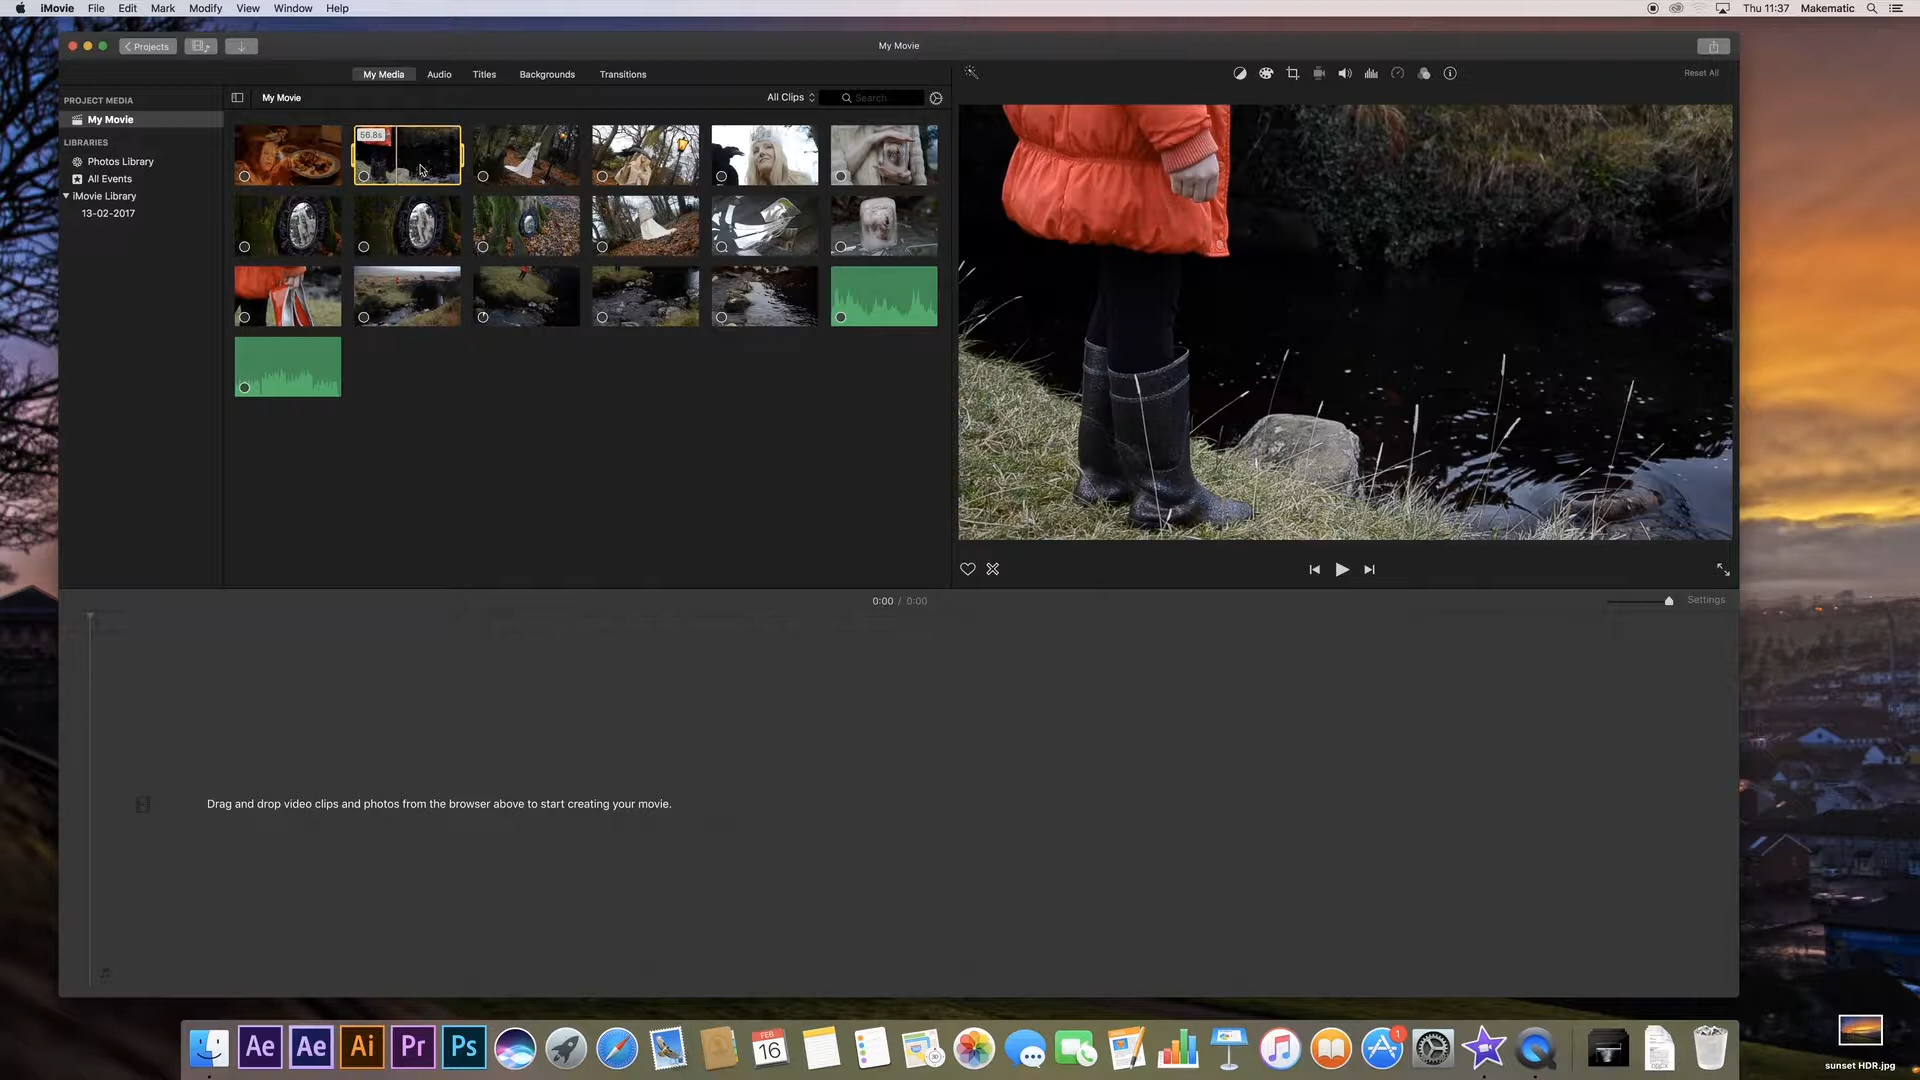 iMovie File Edit Mark Modify View Window Help
Thu 11:37 Makematic
Projects
My Movie
My Media Audio Titles Backgrounds Transitions
Reset All
PROJECT MEDIA
My Movie
LIBRARIES
Photos Library
All Events
iMovie Library
13-02-2017
My Movie
All Clips
Search
56.8s
0:00 / 0:00
Settings
Drag and drop video clips and photos from the browser above to start creating your movie.
Ae Ae Ai Pr Ps
FEB
16
1
sunset HDR.jpg